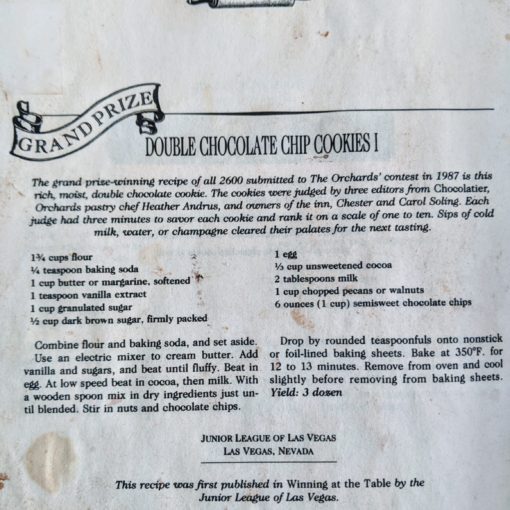 GRAND PRIZE
DOUBLE CHOCOLATE CHIP COOKIES I
The grand prize-winning recipe of all 2600 submitted to The Orchards' contest in 1987 is this
rich, moist, double chocolate cookie. The cookies were judged by three editors from Chocolatier,
Orchards pastry chef Heather Andrus, and owners of the inn, Chester and Carol Soling. Each
judge had three minutes to savor each cookie and rank it on a scale of one to ten. Sips of cold
milk, water, or champagne cleared their palates for the next tasting.
1¾ cups flour
¼ teaspoon baking soda
1 cup butter or margarine, softened
1 teaspoon vanilla extract
1 cup granulated sugar
½ cup dark brown sugar, firmly packed
1 egg
⅓ cup unsweetened cocoa
2 tablespoons milk
1 cup chopped pecans or walnuts
6 ounces (1 cup) semisweet chocolate chips
Combine flour and baking soda, and set aside.
Use an electric mixer to cream butter. Add
vanilla and sugars, and beat until fluffy. Beat in
egg. At low speed beat in cocoa, then milk. With
a wooden spoon mix in dry ingredients just un-
til blended. Stir in nuts and chocolate chips.
Drop by rounded teaspoonfuls onto nonstick
or foil-lined baking sheets. Bake at 350°F. for
12 to 13 minutes. Remove from oven and cool
slightly before removing from baking sheets.
Yield: 3 dozen
JUNIOR LEAGUE OF LAS VEGAS
LAS VEGAS, NEVADA
This recipe was first published in Winning at the Table by the
Junior League of Las Vegas.